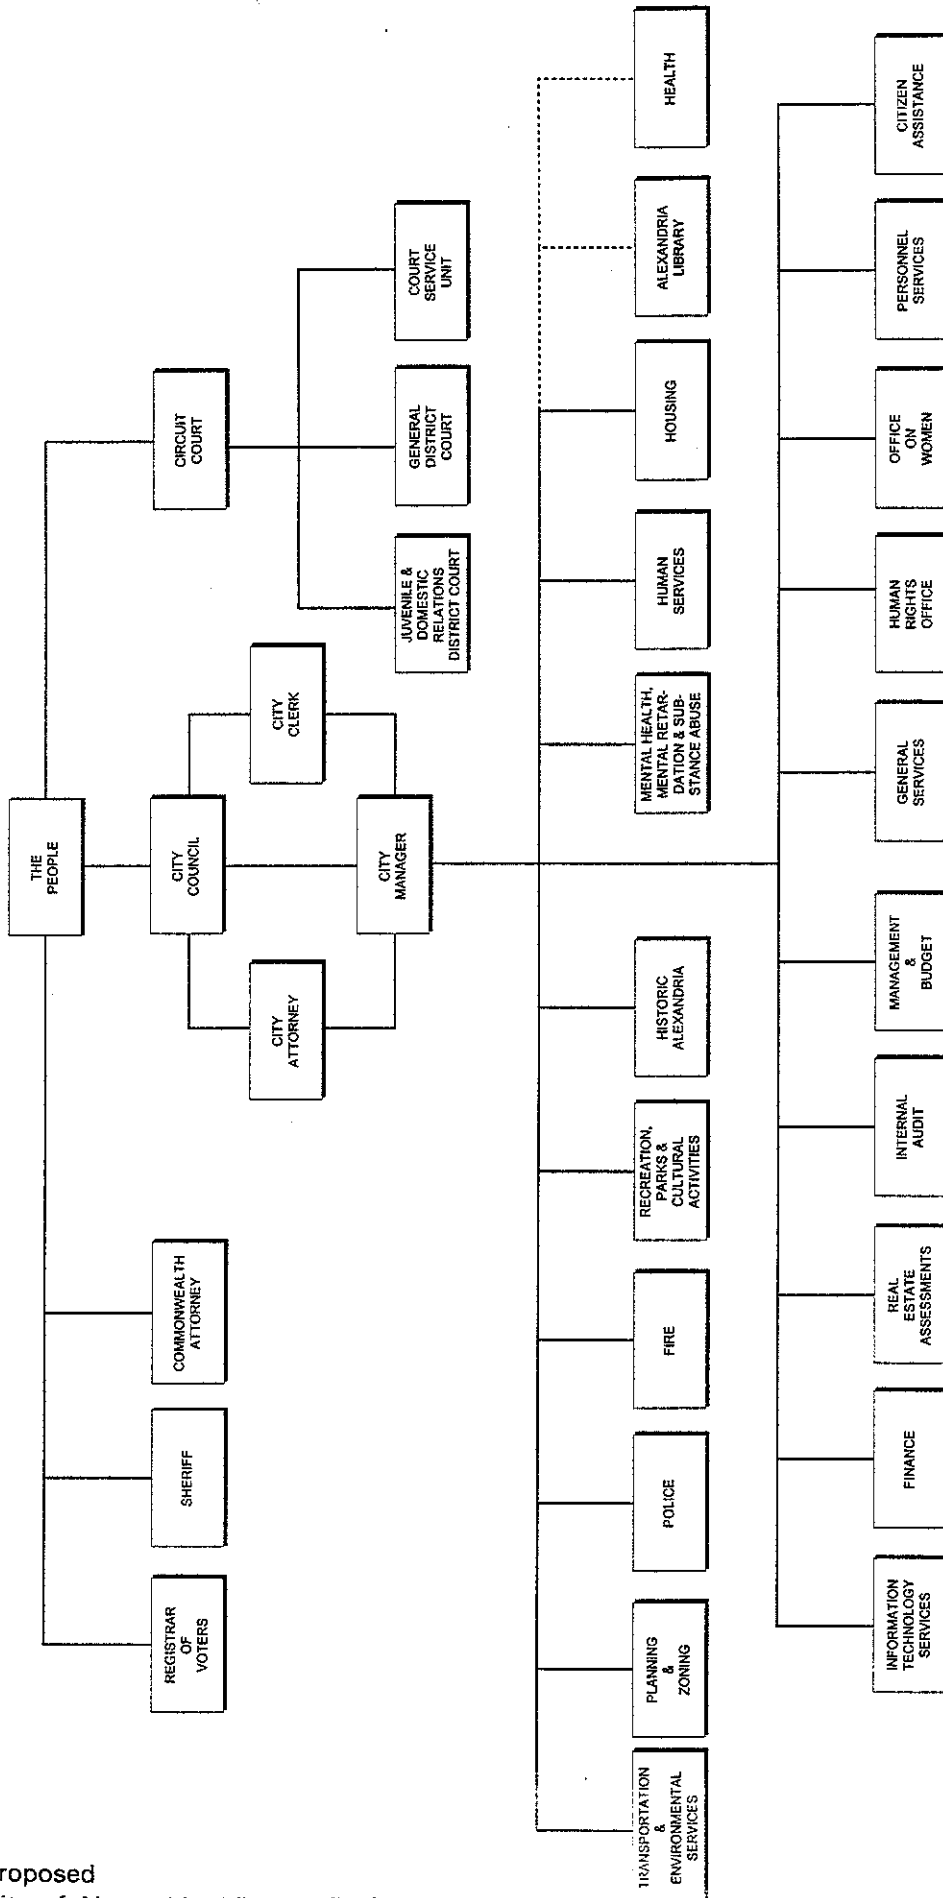 THE
PEOPLE
REGISTRAR
OF
VOTERS
SHERIFF
COMMONWEALTH
ATTORNEY
CITY
COUNCIL
CIRCUIT
COURT
CITY
ATTORNEY
CITY
CLERK
CITY
MANAGER
JUVENILE &
DOMESTIC
RELATIONS
DISTRICT COURT
GENERAL
DISTRICT
COURT
COURT
SERVICE
UNIT
TRANSPORTATION
&
ENVIRONMENTAL
SERVICES
PLANNING
&
ZONING
POLICE
FIRE
RECREATION,
PARKS &
CULTURAL
ACTIVITIES
HISTORIC
ALEXANDRIA
MENTAL HEALTH,
MENTAL RETAR-
DATION & SUB-
STANCE ABUSE
HUMAN
SERVICES
HOUSING
ALEXANDRIA
LIBRARY
HEALTH
INFORMATION
TECHNOLOGY
SERVICES
FINANCE
REAL
ESTATE
ASSESSMENTS
INTERNAL
AUDIT
MANAGEMENT
&
BUDGET
GENERAL
SERVICES
HUMAN
RIGHTS
OFFICE
OFFICE
ON
WOMEN
PERSONNEL
SERVICES
CITIZEN
ASSISTANCE
roposed